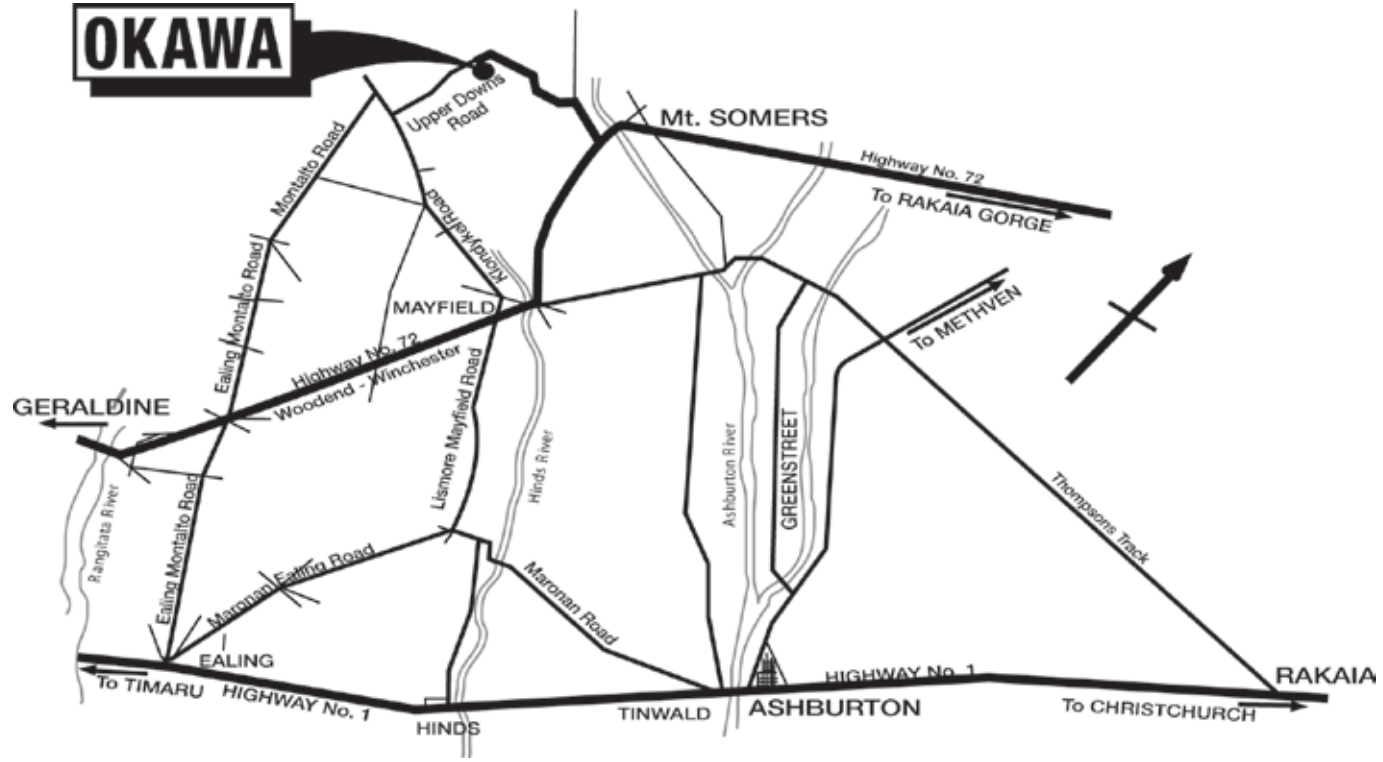 OKAWA
Upper Downs
Road
Mt. SOMERS
Highway No. 72
To RAKAIA GORGE
Montalto Road
Klondyke Road
Ealing Montalto Road
MAYFIELD
To METHVEN
Highway No. 72
Woodend - Winchester
GERALDINE
Lismore Mayfield Road
Hinds River
Ashburton River
GREENSTREET
Thompsons Track
Rangitata River
Ealing Montalto Road
Maronan Ealing Road
Maronan Road
EALING
To TIMARU
HIGHWAY No. 1
HINDS
TINWALD
ASHBURTON
HIGHWAY No. 1
RAKAIA
To CHRISTCHURCH